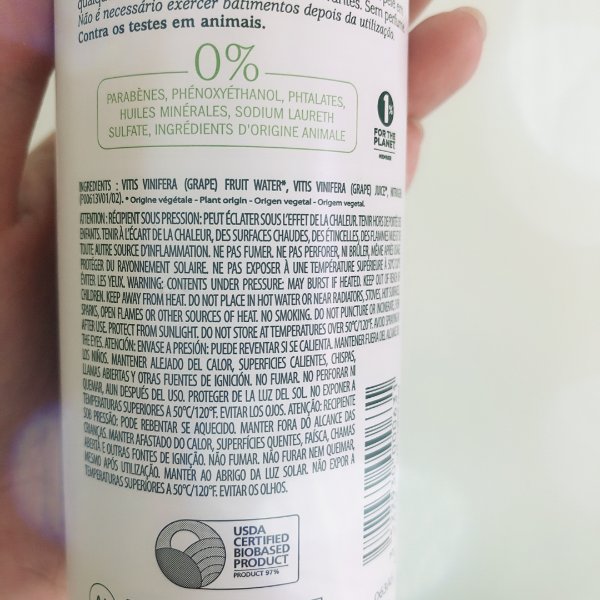 qualqu
Não é necessário exercer batimentos depois da utilização.
Contra os testes em animais.
0%
PARABÈNES, PHÉNOXYÉTHANOL, PHTALATES,
HUILES MINÉRALES, SODIUM LAURETH
SULFATE, INGRÉDIENTS D'ORIGINE ANIMALE
1%
FOR THE
PLANET
MEMBER
INGREDIENTS : VITIS VINIFERA (GRAPE) FRUIT WATER*, VITIS VINIFERA (GRAPE) JUICE*,
(P00613V01/02). • Origine végétale - Plant origin - Origen vegetal - Origem vegetal.
ATTENTION : RÉCIPIENT SOUS PRESSION: PEUT ÉCLATER SOUS L'EFFET DE LA CHALEUR. TENIR HORS DE PORTÉE DES
ENFANTS. TENIR À L'ÉCART DE LA CHALEUR, DES SURFACES CHAUDES, DES ÉTINCELLES, DES FLAMMES NUES ET DE
TOUTE AUTRE SOURCE D'INFLAMMATION. NE PAS FUMER. NE PAS PERFORER, NI BRÛLER, MÊME APRÈS USAGE.
PROTÉGER DU RAYONNEMENT SOLAIRE. NE PAS EXPOSER À UNE TEMPÉRATURE SUPÉRIEURE À 50°C/120°F.
ÉVITER LES YEUX. WARNING: CONTENTS UNDER PRESSURE: MAY BURST IF HEATED. KEEP OUT OF REACH OF
CHILDREN. KEEP AWAY FROM HEAT. DO NOT PLACE IN HOT WATER OR NEAR RADIATORS, STOVES, HOT SURFACES,
SPARKS, OPEN FLAMES OR OTHER SOURCES OF HEAT. NO SMOKING. DO NOT PUNCTURE OR INCINERATE, EVEN
AFTER USE. PROTECT FROM SUNLIGHT. DO NOT STORE AT TEMPERATURES OVER 50°C/120°F. AVOID SPRAYING IN
THE EYES. ATENCIÓN: ENVASE A PRESIÓN: PUEDE REVENTAR SI SE CALIENTA. MANTENER FUERA DEL ALCANCE DE
LOS NIÑOS. MANTENER ALEJADO DEL CALOR, SUPERFICIES CALIENTES, CHISPAS,
LLAMAS ABIERTAS Y OTRAS FUENTES DE IGNICIÓN. NO FUMAR. NO PERFORAR NI
QUEMAR, AUN DESPUÉS DEL USO. PROTEGER DE LA LUZ DEL SOL. NO EXPONER A
TEMPERATURAS SUPERIORES A 50°C/120°F. EVITAR LOS OJOS. ATENÇÃO: RECIPIENTE
SOB PRESSÃO: PODE REBENTAR SE AQUECIDO. MANTER FORA DO ALCANCE DAS
CRIANÇAS. MANTER AFASTADO DO CALOR, SUPERFÍCIES QUENTES, FAÍSCA, CHAMAS
ABERTA E OUTRAS FONTES DE IGNIÇÃO. NÃO FUMAR. NÃO FURAR NEM QUEIMAR,
MESMO APÓS UTILIZAÇÃO. MANTER AO ABRIGO DA LUZ SOLAR. NÃO EXPOR À
TEMPERATURAS SUPERIORES A 50°C/120°F. EVITAR OS OLHOS.
USDA
CERTIFIED
BIOBASED
PRODUCT
PRODUCT 97%